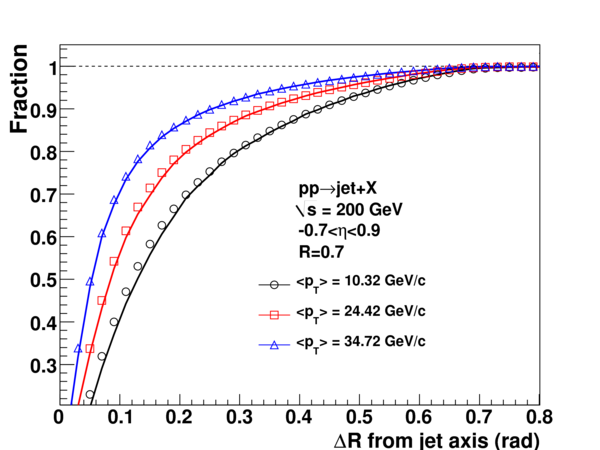 Fraction
1
0.9
0.8
0.7
0.6
0.5
0.4
0.3
pp→jet+X
√s = 200 GeV
-0.7<η<0.9
R=0.7
<p_T> = 10.32 GeV/c
<p_T> = 24.42 GeV/c
<p_T> = 34.72 GeV/c
0 0.1 0.2 0.3 0.4 0.5 0.6 0.7 0.8
ΔR from jet axis (rad)